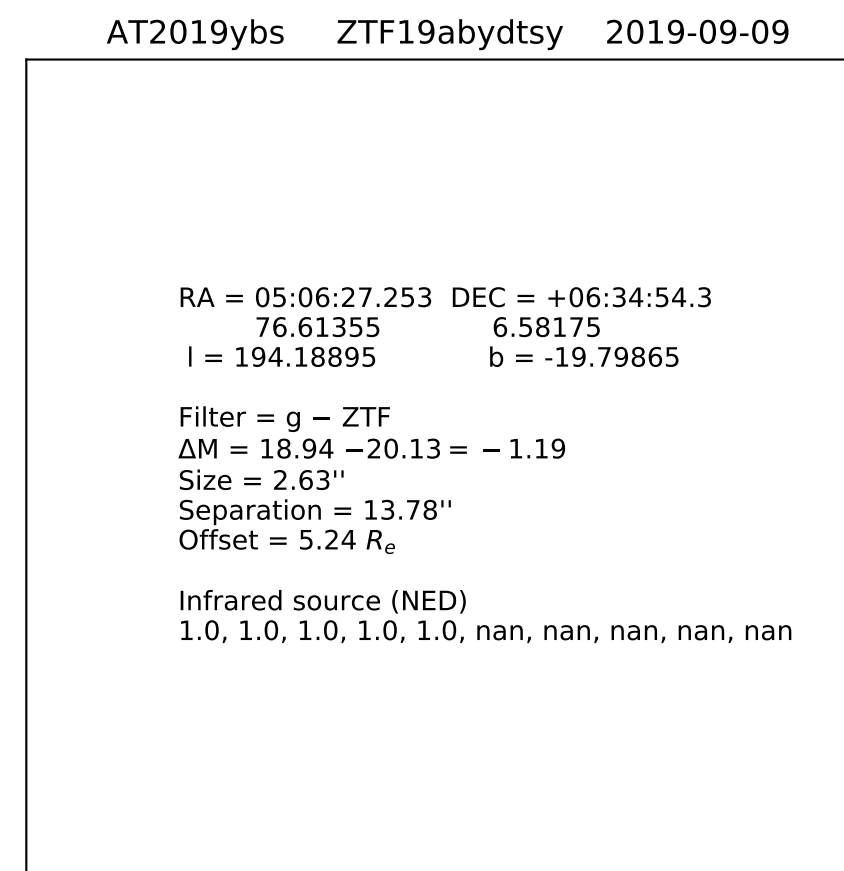 AT2019ybs ZTF19abydtsy 2019-09-09
RA = 05:06:27.253 DEC = +06:34:54.3
76.61355 6.58175
l = 194.18895 b = -19.79865
Filter = g − ZTF
ΔM = 18.94 −20.13 = − 1.19
Size = 2.63''
Separation = 13.78''
Offset = 5.24 Re
Infrared source (NED)
1.0, 1.0, 1.0, 1.0, 1.0, nan, nan, nan, nan, nan